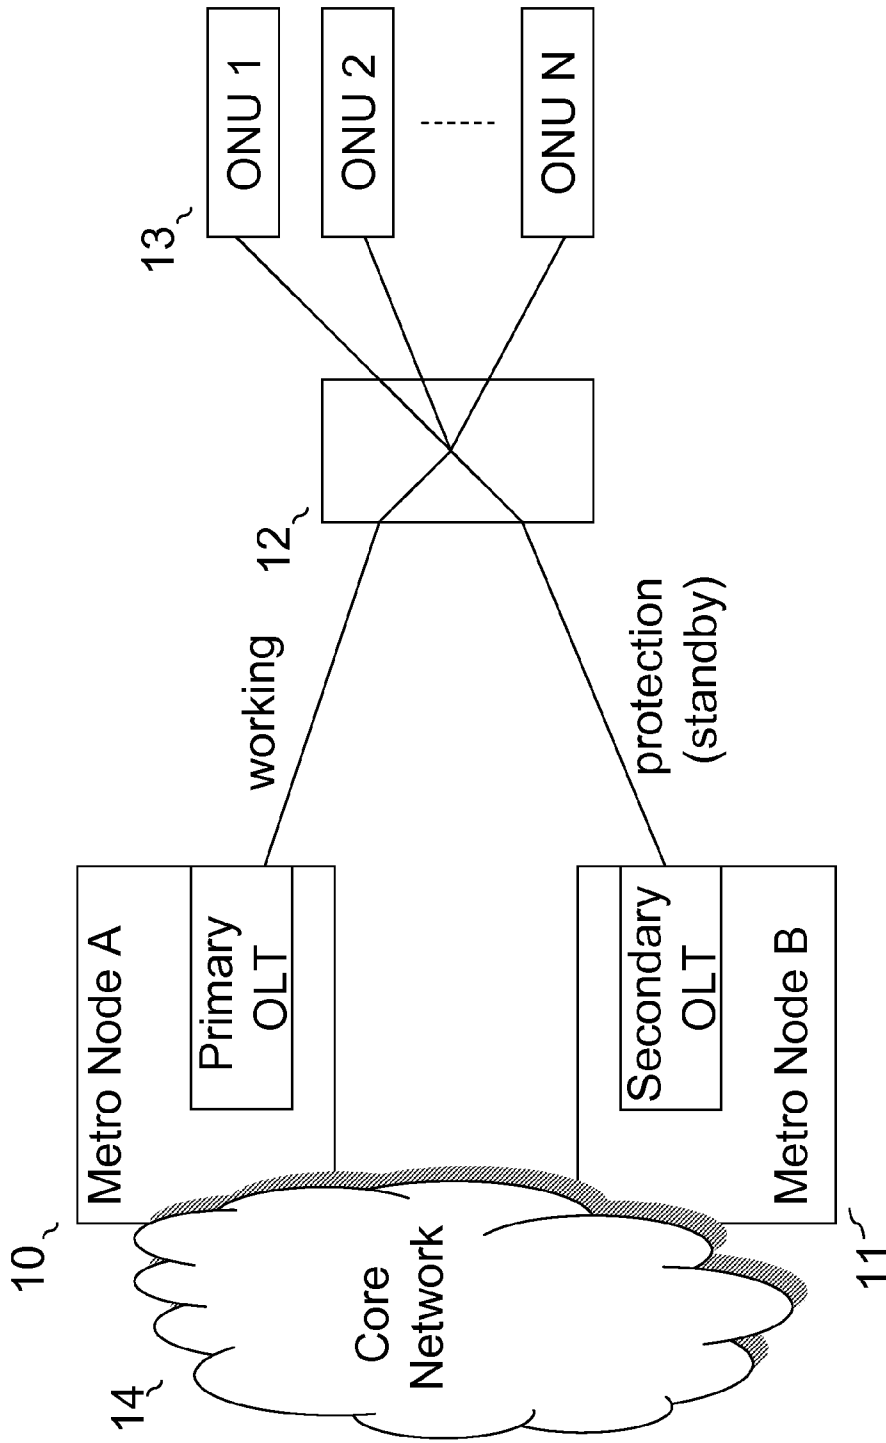 14
Core
Network
10
Metro Node A
Primary
OLT
11
Metro Node B
Secondary
OLT
working
protection
(standby)
12
13
ONU 1
ONU 2
ONU N